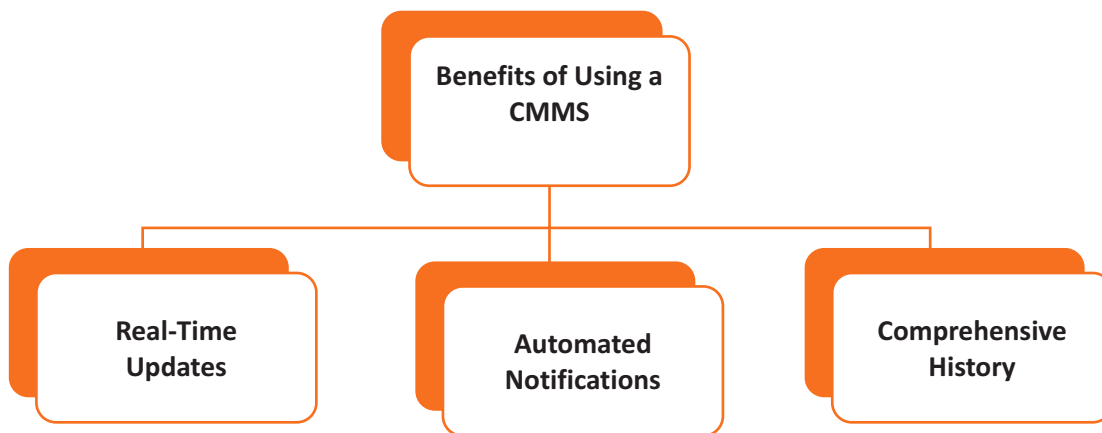 Benefits of Using a
CMMS
Real-Time
Updates
Automated
Notifications
Comprehensive
History